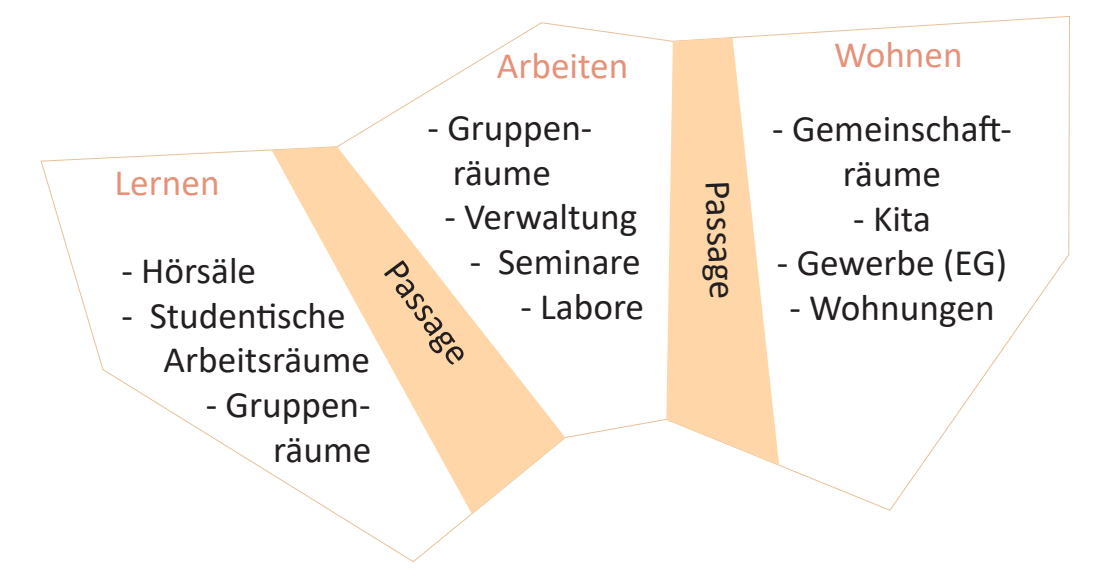 Lernen
- Hörsäle
- Studentische
Arbeitsräume
- Gruppen-
räume
Passage
Arbeiten
- Gruppen-
räume
- Verwaltung
- Seminare
- Labore
Passage
Wohnen
- Gemeinschaft-
räume
- Kita
- Gewerbe (EG)
- Wohnungen